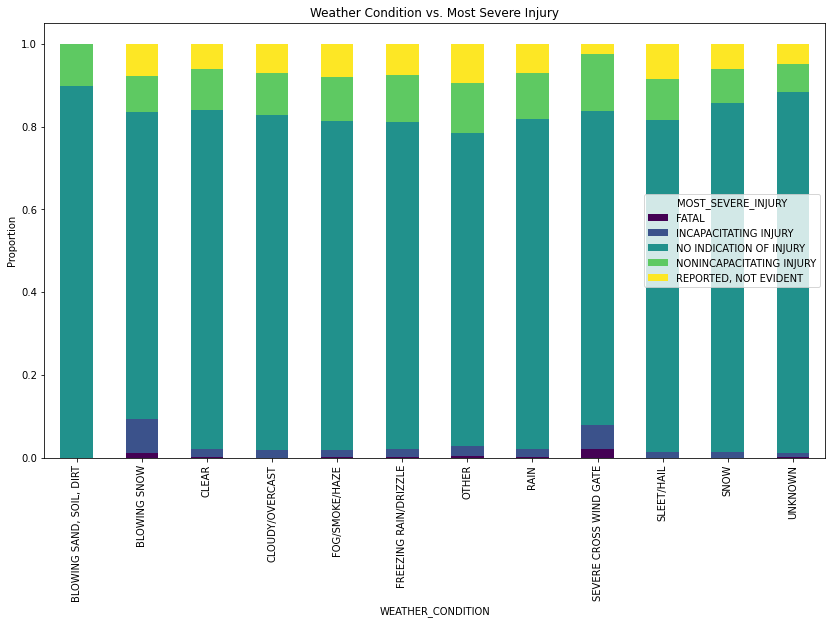 Weather Condition vs. Most Severe Injury
1.0
0.8
0.6
0.4
0.2
0.0
Proportion
MOST_SEVERE_INJURY
FATAL
INCAPACITATING INJURY
NO INDICATION OF INJURY
NONINCAPACITATING INJURY
REPORTED, NOT EVIDENT
BLOWING SAND, SOIL, DIRT
BLOWING SNOW
CLEAR
CLOUDY/OVERCAST
FOG/SMOKE/HAZE
FREEZING RAIN/DRIZZLE
OTHER
RAIN
SEVERE CROSS WIND GATE
SLEET/HAIL
SNOW
UNKNOWN
WEATHER_CONDITION